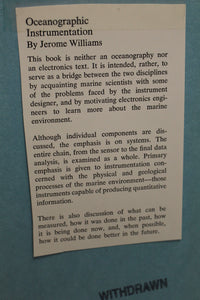 Oceanographic
Instrumentation
By Jerome Williams
This book is neither an oceanography nor
an electronics text. It is intended, rather, to
serve as a bridge between the two disciplines
by acquainting marine scientists with some
of the problems faced by the instrument
designer, and by motivating electronics engi-
neers to learn more about the marine
environment.
Although individual components are dis-
cussed, the emphasis is on systems. The
entire chain, from the sensor to the final data
analysis, is examined as a whole. Primary
emphasis is given to instrumentation con-
cerned with the physical and geological
processes of the marine environment—those
instruments capable of producing quantitative
information.
There is also discussion of what can be
measured, how it was done in the past, how
it is being done now, and, when possible,
how it could be done better in the future.
WITHDRAWN